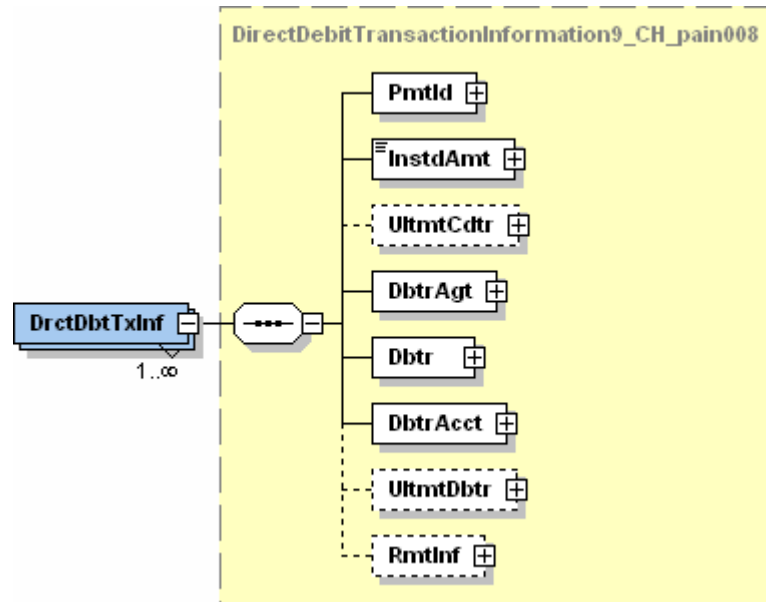 DirectDebitTransactionInformation9_CH_pain008
PmtId
InstdAmt
UltmtCdtr
DbtrAgt
DrctDbtTxInf
1..∞
Dbtr
DbtrAcct
UltmtDbtr
RmtInf